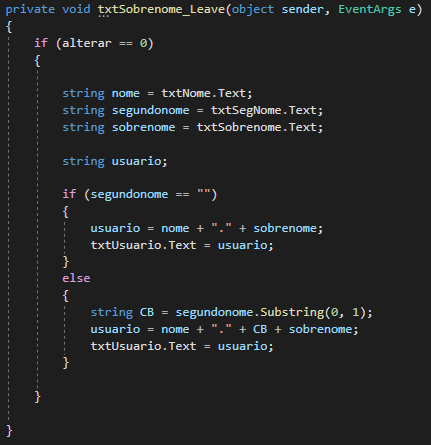 private void txtSobrenome_Leave(object sender, EventArgs e)
{
if (alterar == 0)
{
string nome = txtNome.Text;
string segundonome = txtSegNome.Text;
string sobrenome = txtSobrenome.Text;
string usuario;
if (segundonome == "")
{
usuario = nome + "." + sobrenome;
txtUsuario.Text = usuario;
}
else
{
string CB = segundonome.Substring(0, 1);
usuario = nome + "." + CB + sobrenome;
txtUsuario.Text = usuario;
}
}
}